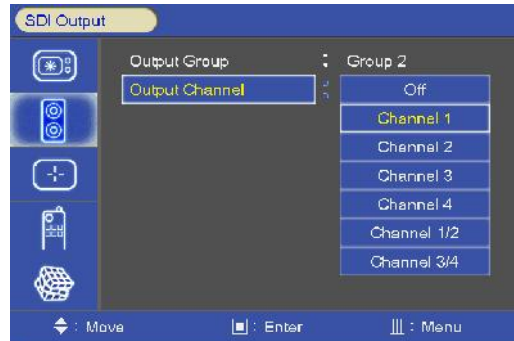 SDI Output
Output Group : Group 2
Output Channel : Off
Channel 1
Channel 2
Channel 3
Channel 4
Channel 1/2
Channel 3/4
: Move : Enter : Menu